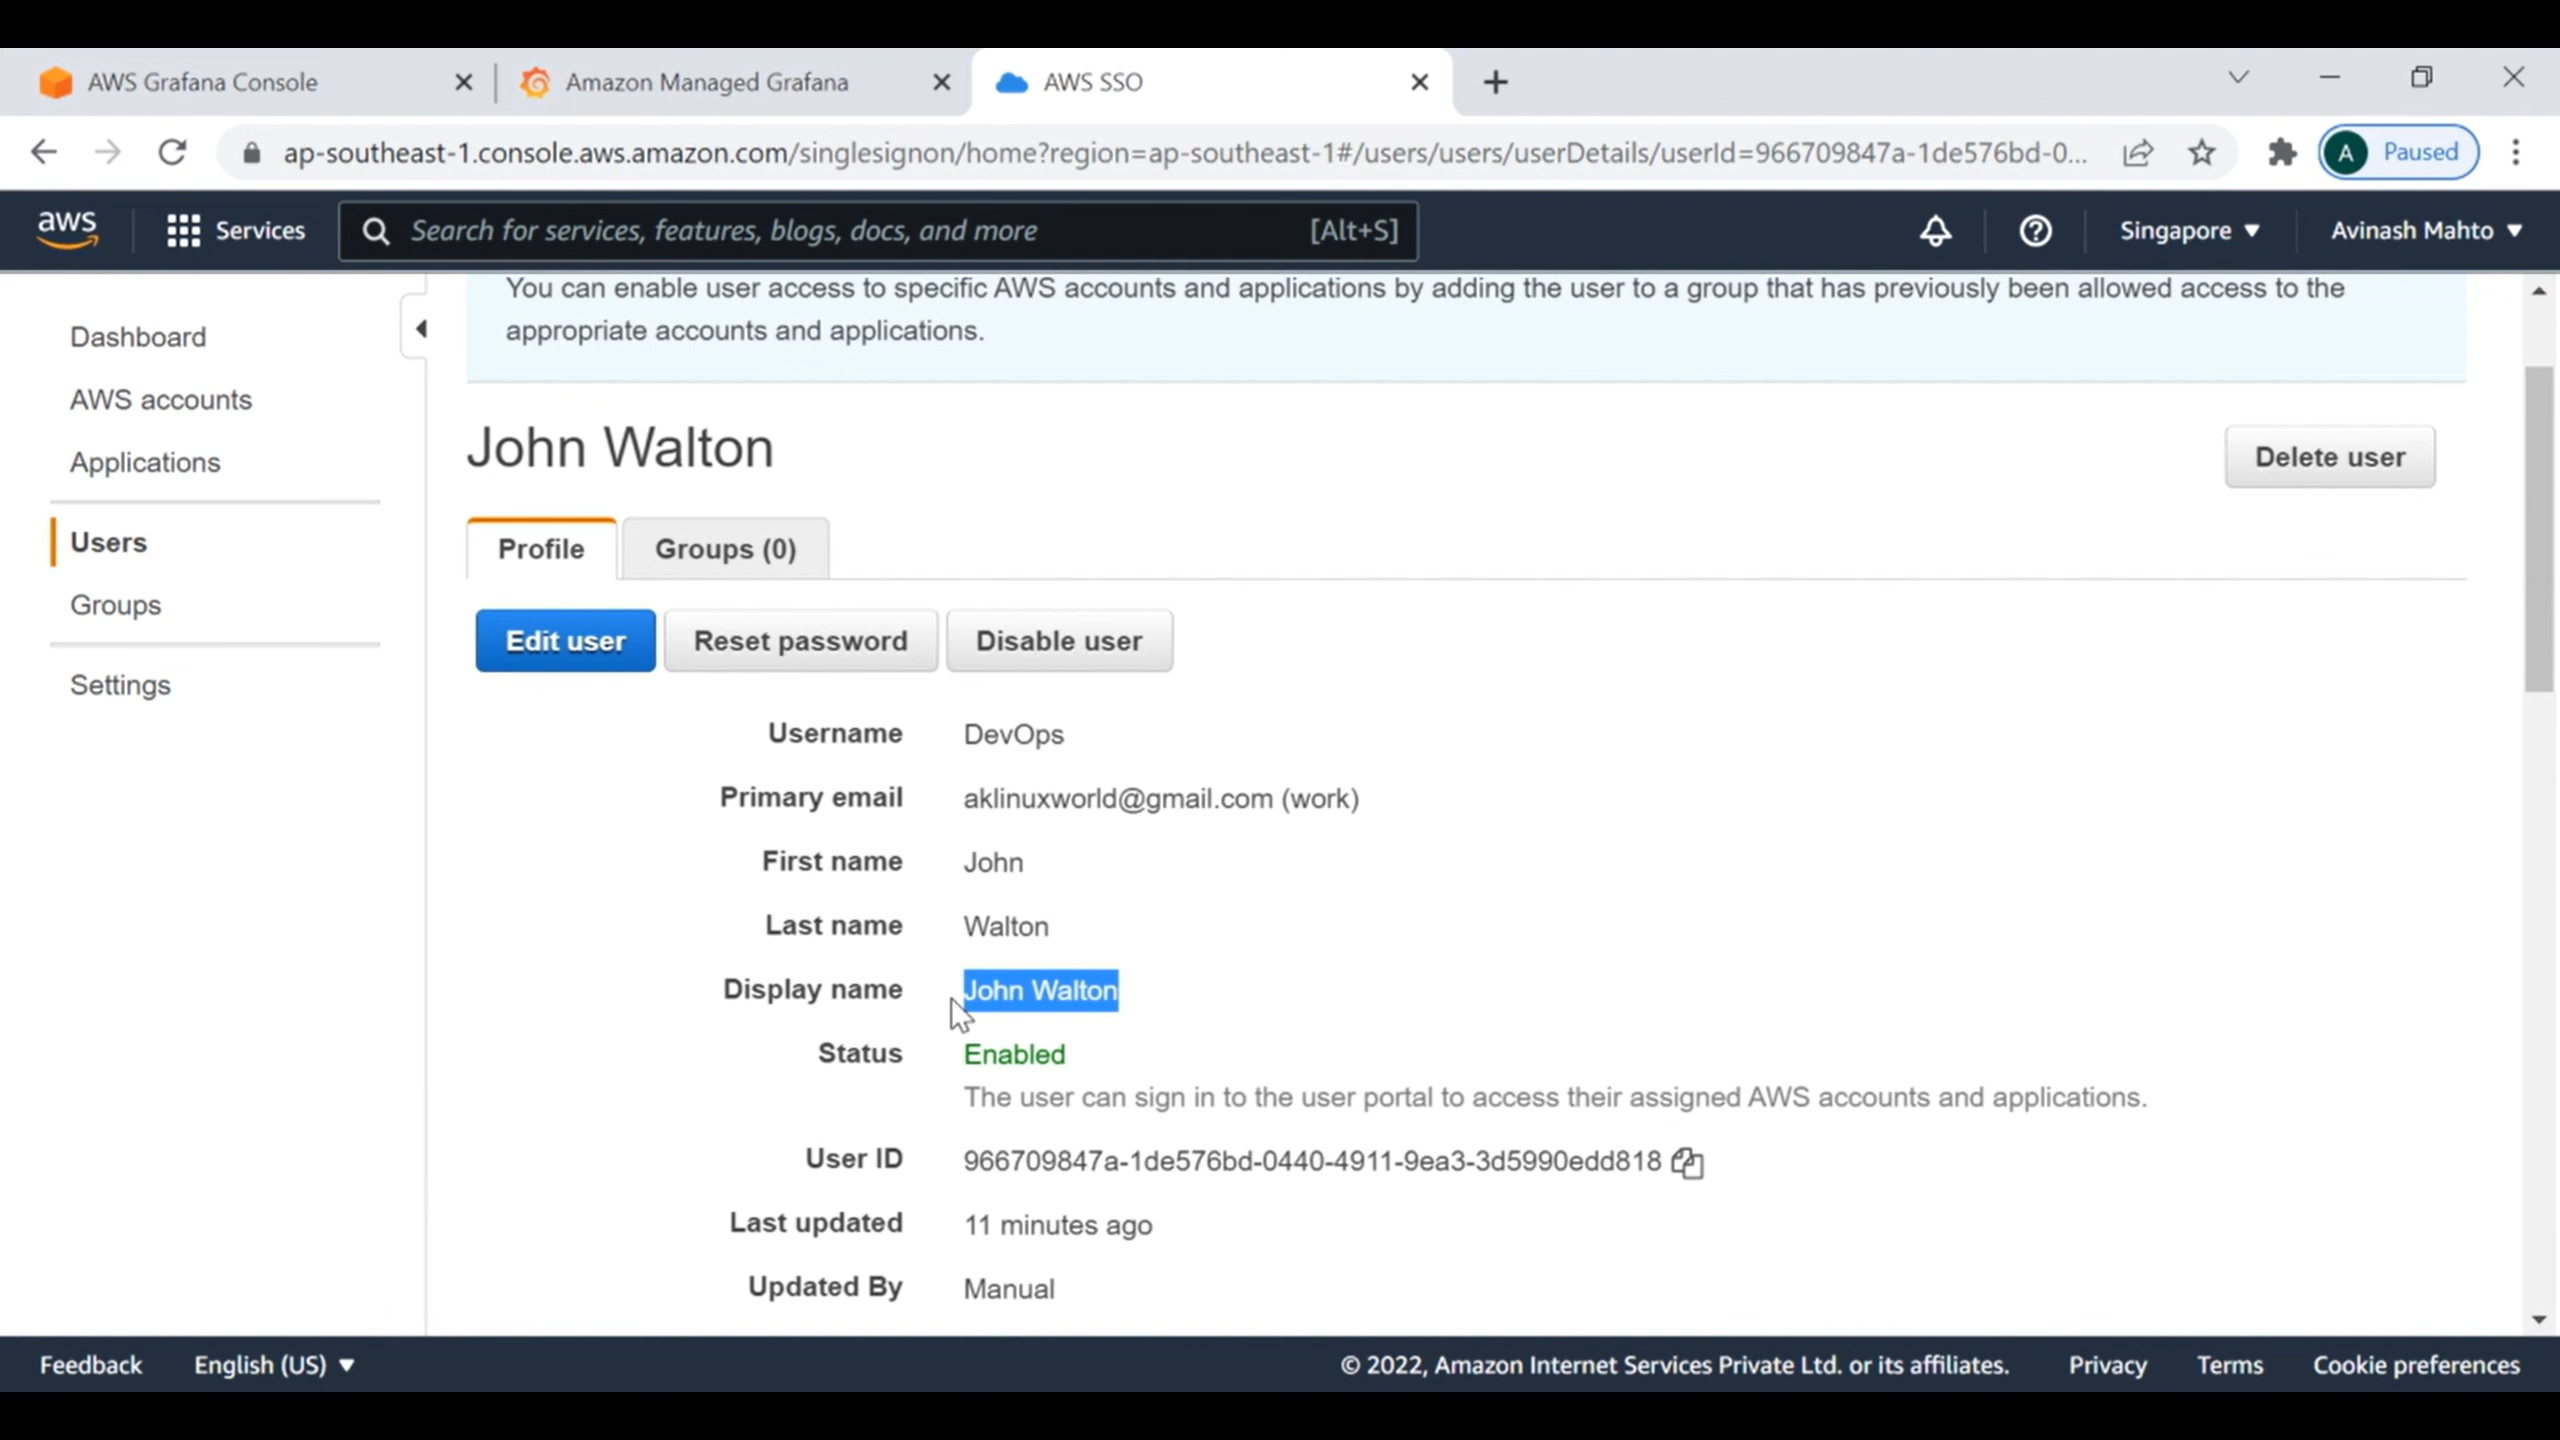 AWS Grafana Console
Amazon Managed Grafana
AWS SSO
ap-southeast-1.console.aws.amazon.com/singlesignon/home?region=ap-southeast-1#/users/users/userDetails/userId=966709847a-1de576bd-0...
A Paused
aws
Services
Search for services, features, blogs, docs, and more [Alt+S]
Singapore
Avinash Mahto
Dashboard
AWS accounts
Applications
Users
Groups
Settings
You can enable user access to specific AWS accounts and applications by adding the user to a group that has previously been allowed access to the
appropriate accounts and applications.
John Walton
Delete user
Profile
Groups (0)
Edit user
Reset password
Disable user
Username DevOps
Primary email aklinuxworld@gmail.com (work)
First name John
Last name Walton
Display name John Walton
Status Enabled
The user can sign in to the user portal to access their assigned AWS accounts and applications.
User ID 966709847a-1de576bd-0440-4911-9ea3-3d5990edd818
Last updated 11 minutes ago
Updated By Manual
Feedback
English (US)
© 2022, Amazon Internet Services Private Ltd. or its affiliates.
Privacy
Terms
Cookie preferences